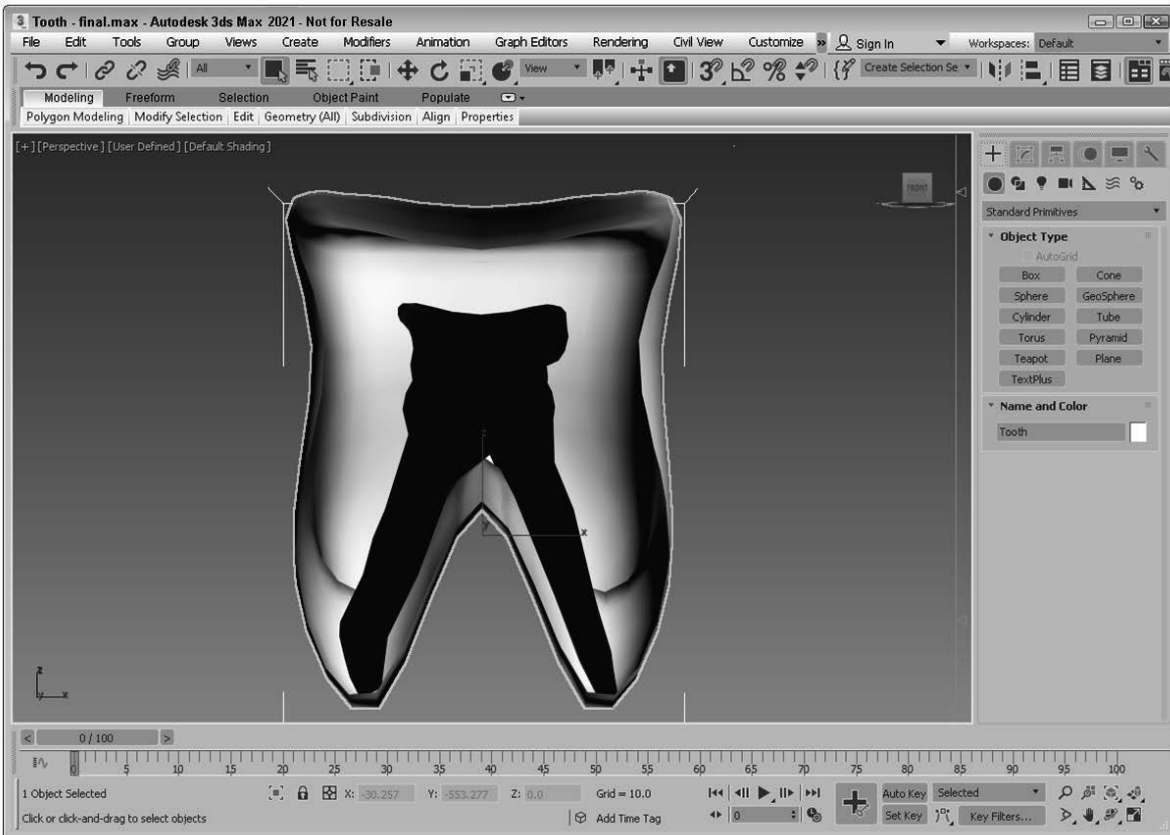 Tooth - final.max - Autodesk 3ds Max 2021 - Not for Resale
File Edit Tools Group Views Create Modifiers Animation Graph Editors Rendering Civil View Customize » Sign In Workspaces: Default
All View Create Selection Se
Modeling Freeform Selection Object Paint Populate
Polygon Modeling Modify Selection Edit Geometry (All) Subdivision Align Properties
[+] [Perspective ] [User Defined ] [Default Shading ]
FRONT
Standard Primitives
Object Type
AutoGrid
Box Cone
Sphere GeoSphere
Cylinder Tube
Torus Pyramid
Teapot Plane
TextPlus
Name and Color
Tooth
z
y x
z
y x
< 0 / 100 >
0 5 10 15 20 25 30 35 40 45 50 55 60 65 70 75 80 85 90 95 100
1 Object Selected X: -30.257 Y: -553.277 Z: 0.0 Grid = 10.0 Auto Key Selected
Click or click-and-drag to select objects Add Time Tag 0 Set Key Key Filters...